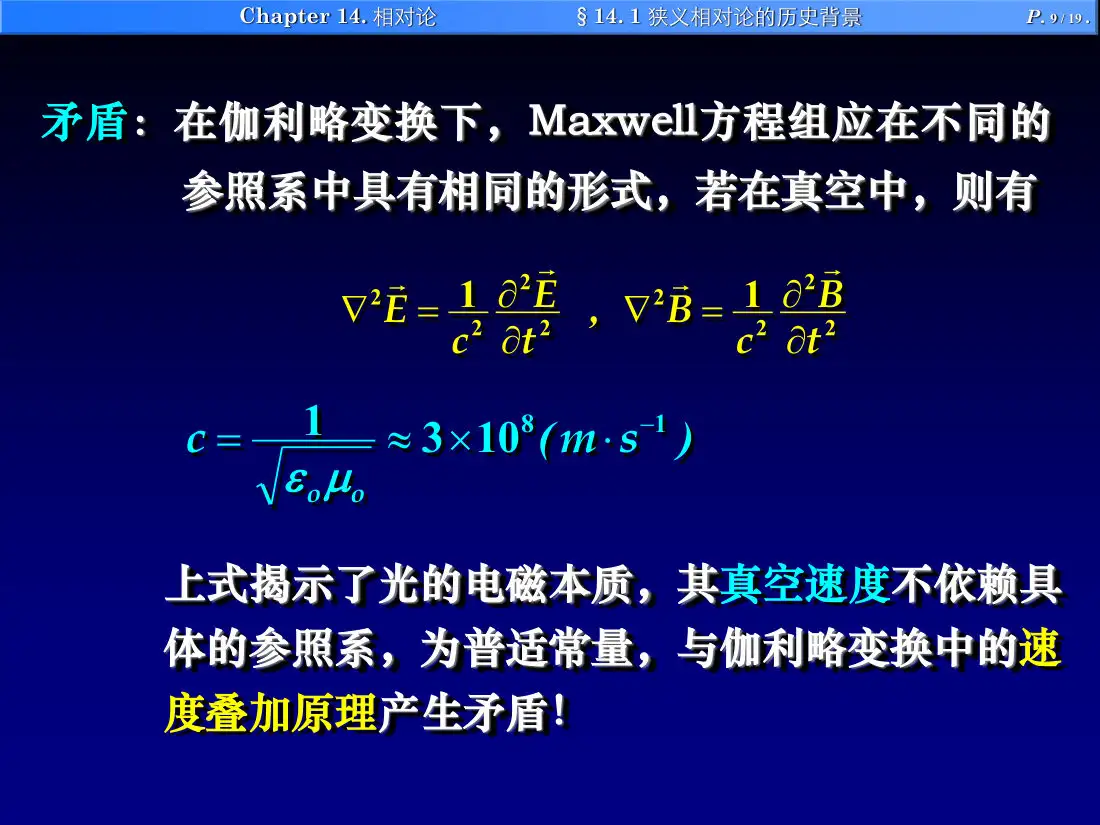 Chapter 14. 相对论 §14. 1 狭义相对论的历史背景 P. 9 / 19 .
矛盾：在伽利略变换下，Maxwell方程组应在不同的
参照系中具有相同的形式，若在真空中，则有
∇²E⃗ = 1/c² ∂²E⃗/∂t² , ∇²B⃗ = 1/c² ∂²B⃗/∂t²
c = 1/√(ε₀μ₀) ≈ 3×10⁸(m·s⁻¹)
上式揭示了光的电磁本质，其真空速度不依赖具
体的参照系，为普适常量，与伽利略变换中的速
度叠加原理产生矛盾！